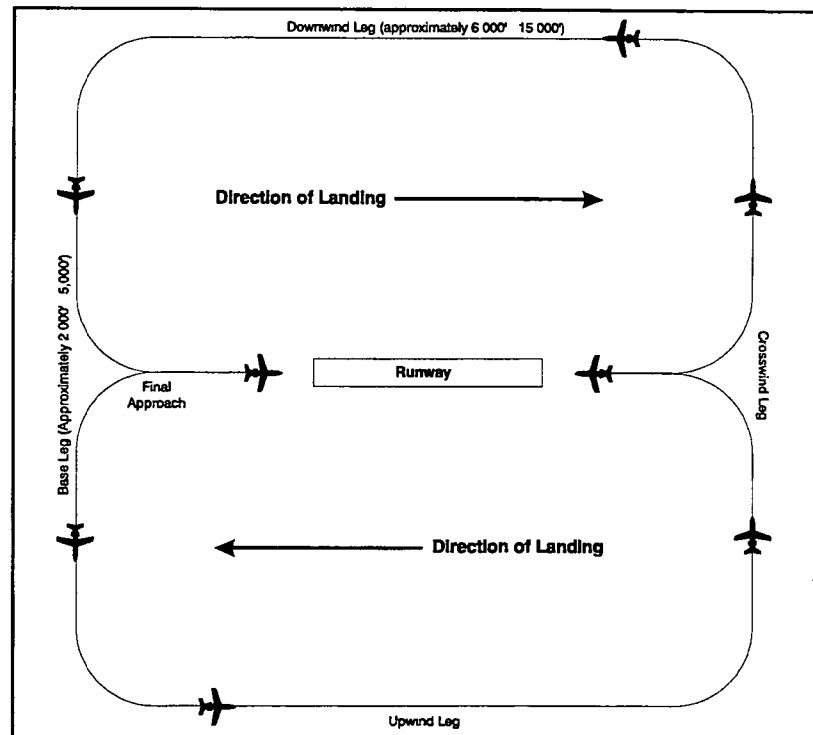 Downwind Leg (approximately 6 000' 15 000')
Direction of Landing
Base Leg (Approximately 2 000' 5,000')
Final
Approach
Runway
Crosswind Leg
Direction of Landing
Upwind Leg